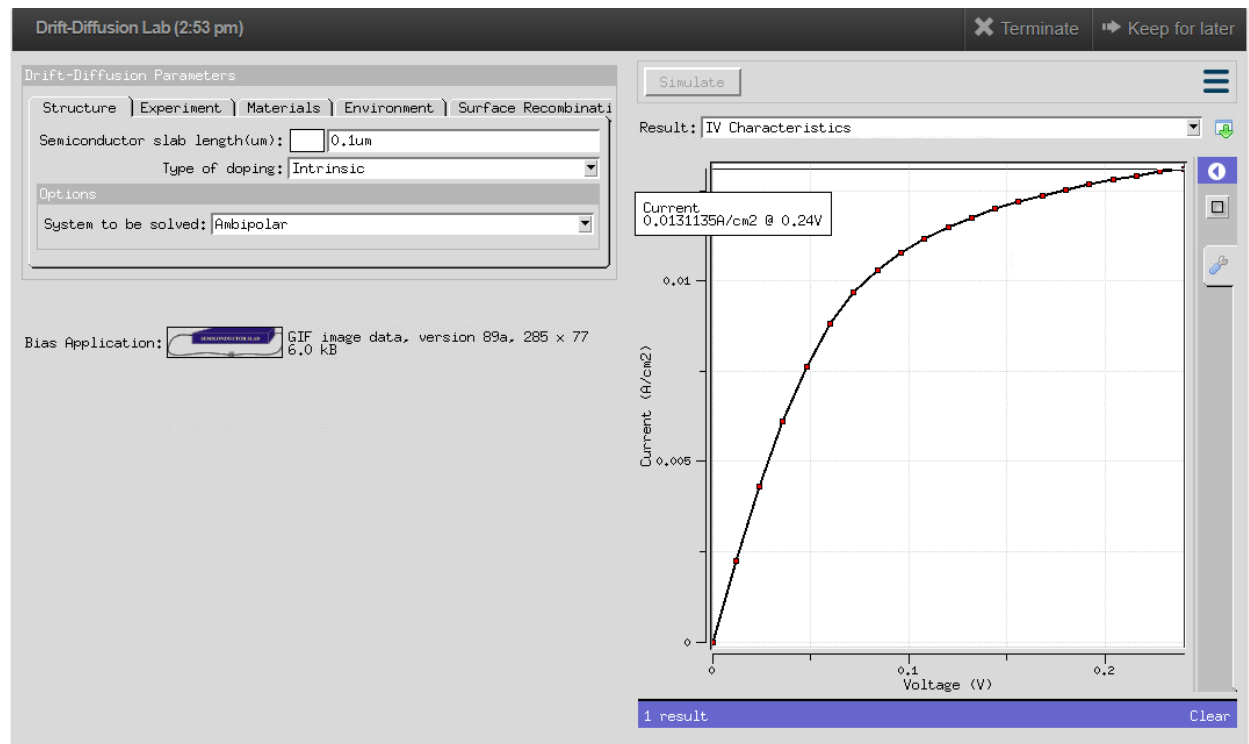 Drift-Diffusion Lab (2:53 pm)
Terminate
Keep for later
Drift-Diffusion Parameters
Structure
Experiment
Materials
Environment
Surface Recombinati
Semiconductor slab length(um):
0.1um
Type of doping:
Intrinsic
Options
System to be solved:
Ambipolar
Bias Application:
SEMICONDUCTOR SLAB
GIF image data, version 89a, 285 x 77
6.0 kB
Simulate
Result:
IV Characteristics
Current
0.0131135A/cm2 @ 0.24V
0.01
0.005
0
Current (A/cm2)
0
0.1
0.2
Voltage (V)
1 result
Clear